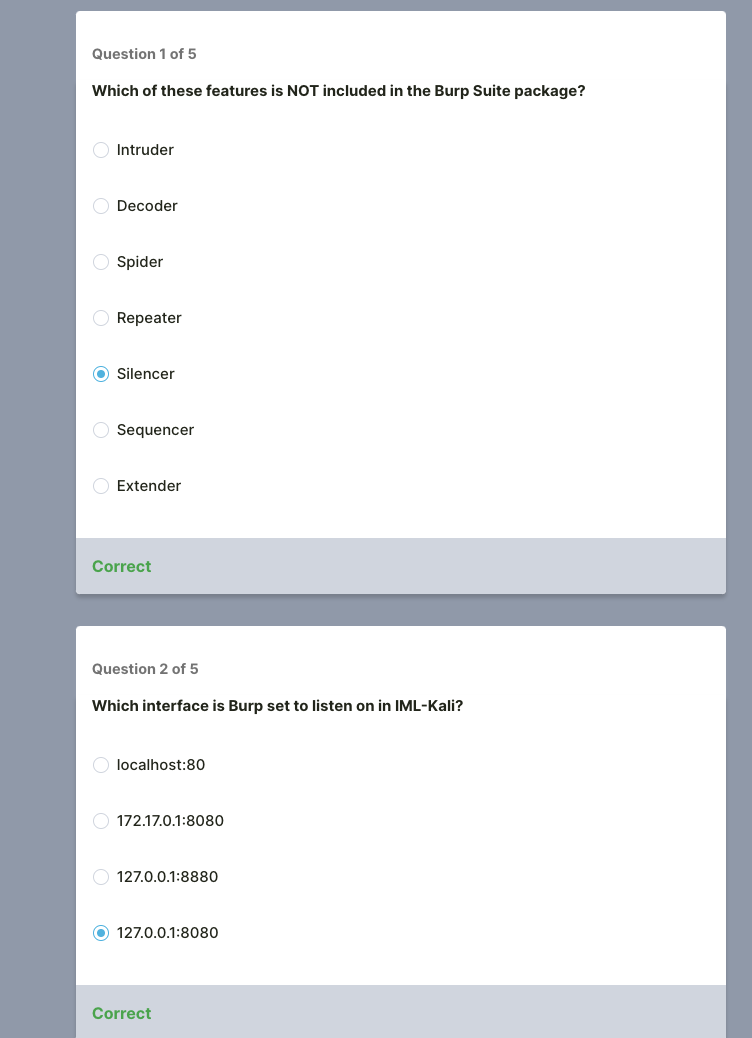 Question 1 of 5
Which of these features is NOT included in the Burp Suite package?
Intruder
Decoder
Spider
Repeater
Silencer
Sequencer
Extender
Correct
Question 2 of 5
Which interface is Burp set to listen on in IML-Kali?
localhost:80
172.17.0.1:8080
127.0.0.1:8880
127.0.0.1:8080
Correct